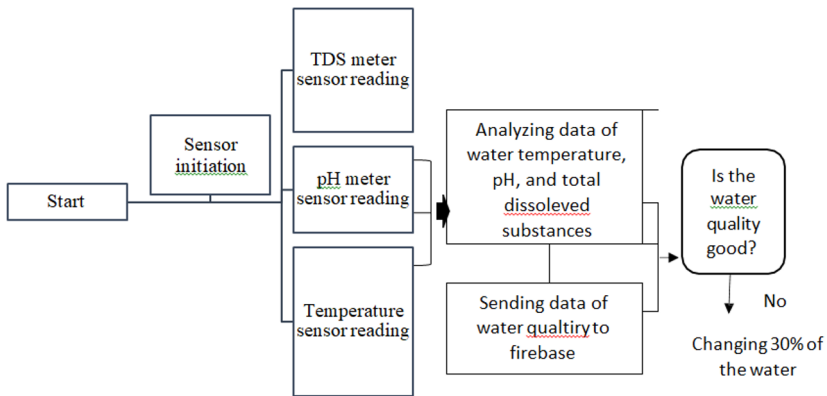 Start
Sensor
initiation
TDS meter
sensor reading
pH meter
sensor reading
Temperature
sensor reading
Analyzing data of
water temperature,
pH, and total
dissoleved
substances
Sending data of
water qualtiry to
firebase
Is the
water
quality
good?
No
Changing 30% of
the water